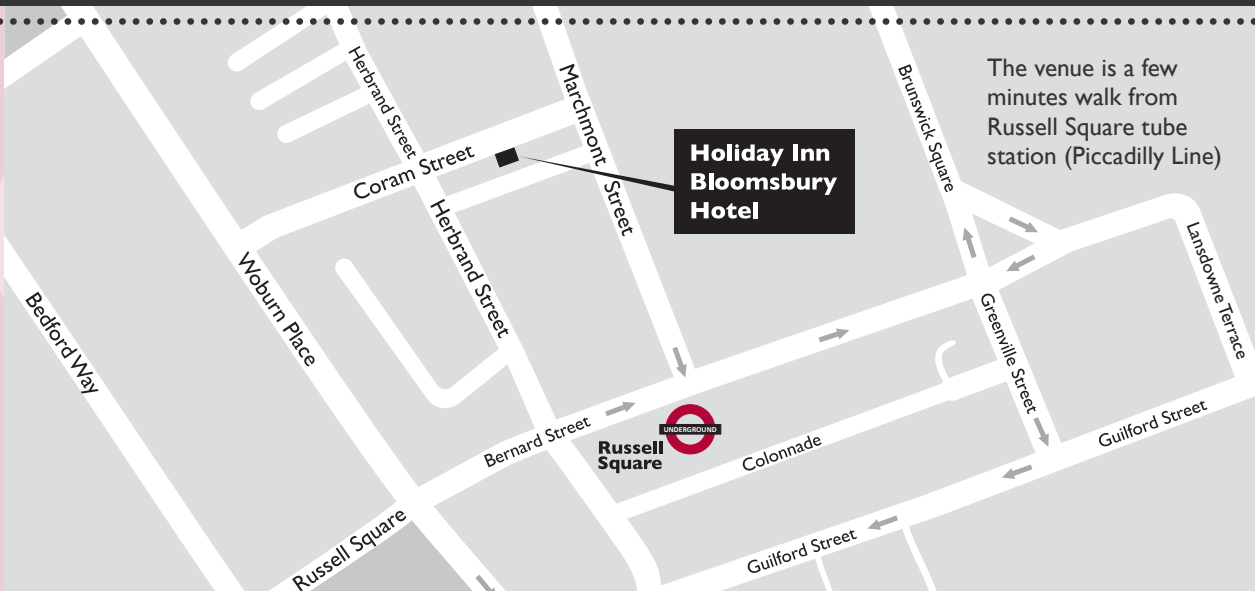 The venue is a few
minutes walk from
Russell Square tube
station (Piccadilly Line)
Herbrand Street
Marchmont Street
Brunswick Square
Holiday Inn
Bloomsbury
Hotel
Coram Street
Herbrand Street
Lansdowne Terrace
Woburn Place
Bedford Way
Greenville Street
UNDERGROUND
Russell
Square
Bernard Street
Colonnade
Guilford Street
Russell Square
Guilford Street